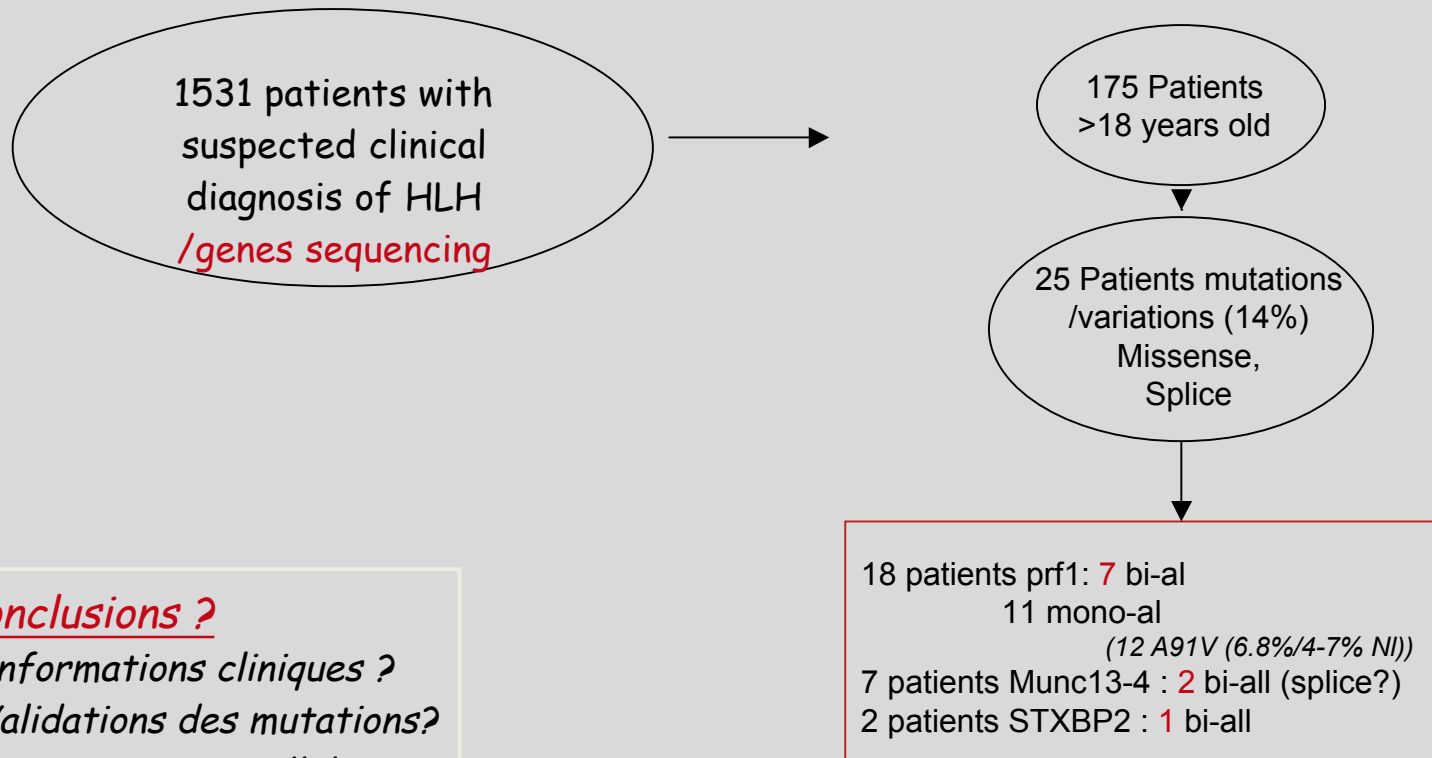 1531 patients with
suspected clinical
diagnosis of HLH
/genes sequencing
175 Patients
>18 years old
25 Patients mutations
/variations (14%)
Missense,
Splice
18 patients prf1: 7 bi-al
11 mono-al
(12 A91V (6.8%/4-7% NI))
7 patients Munc13-4 : 2 bi-all (splice?)
2 patients STXBP2 : 1 bi-all
onclusions ?
nformations cliniques ?
alidations des mutations?